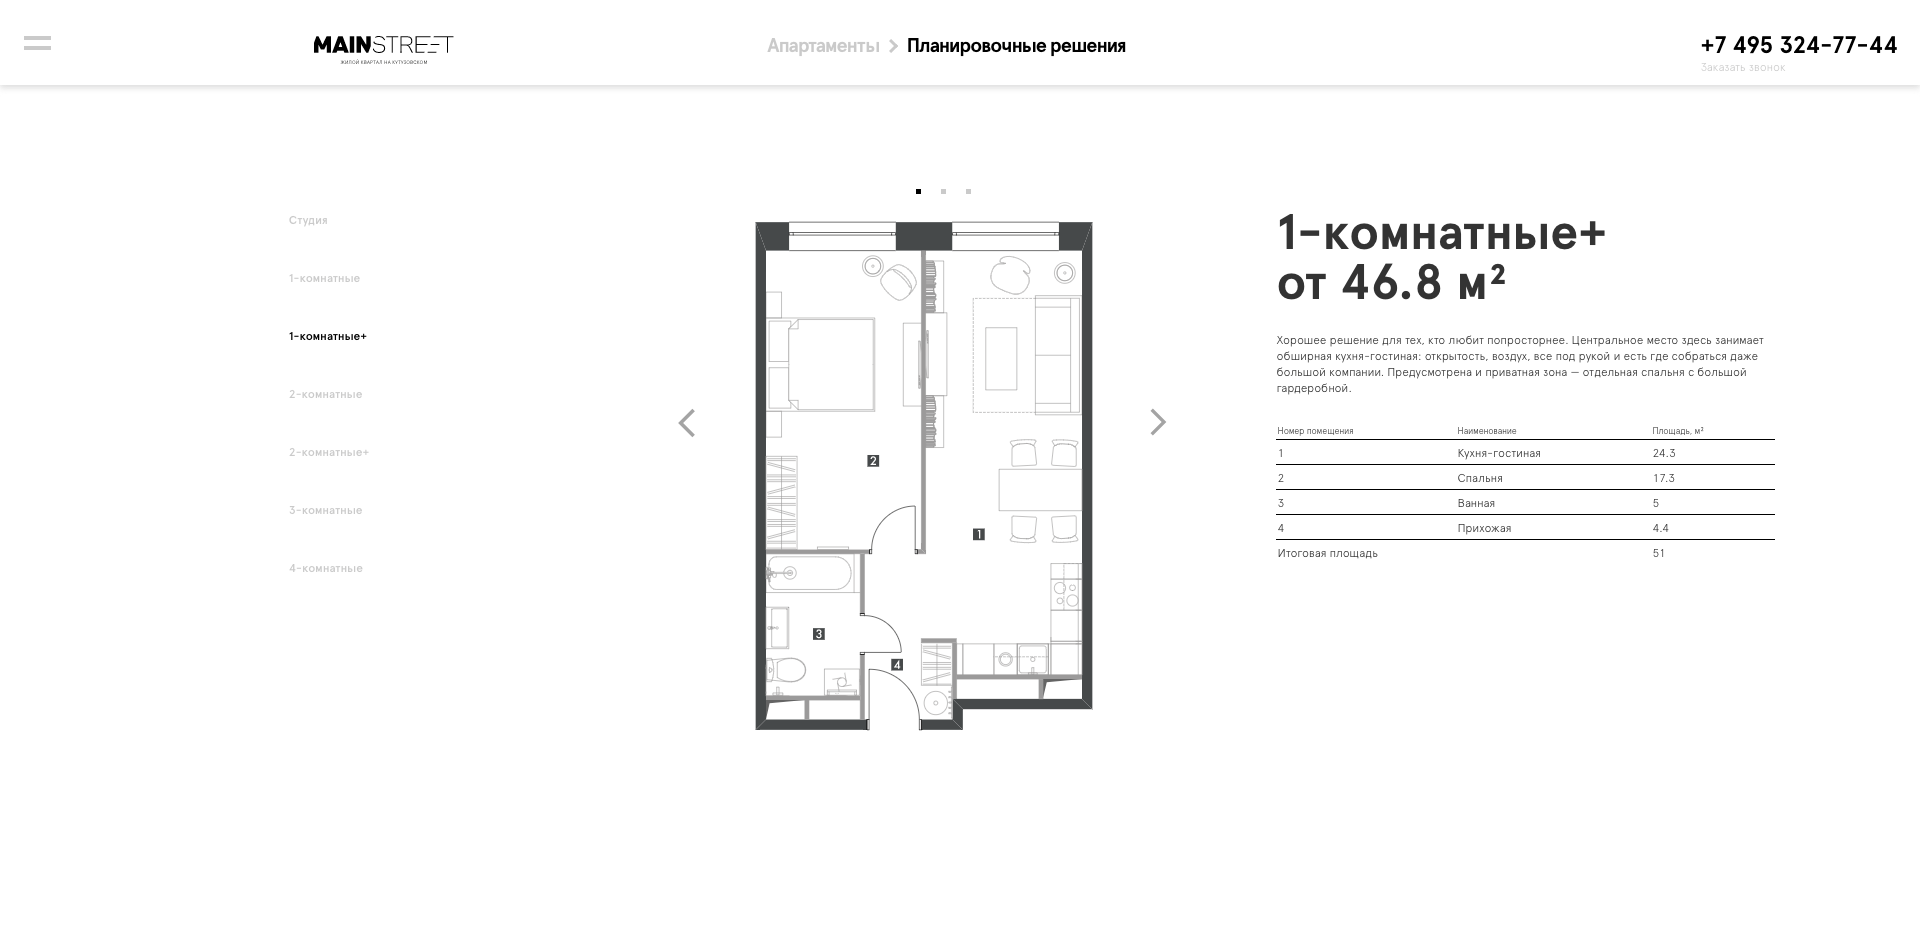 MAINSTREET
ЖИЛОЙ КВАРТАЛ НА КУТУЗОВСКОМ
Апартаменты
Планировочные решения
+7 495 324-77-44
Заказать звонок
Студия
1-комнатные
1-комнатные+
2-комнатные
2-комнатные+
3-комнатные
4-комнатные
2
1
3
4
1-комнатные+
от 46.8 м²
Хорошее решение для тех, кто любит попросторнее. Центральное место здесь занимает
обширная кухня-гостиная: открытость, воздух, все под рукой и есть где собраться даже
большой компании. Предусмотрена и приватная зона — отдельная спальня с большой
гардеробной.
Номер помещения Наименование Площадь, м²
1 Кухня-гостиная 24.3
2 Спальня 17.3
3 Ванная 5
4 Прихожая 4.4
Итоговая площадь 51